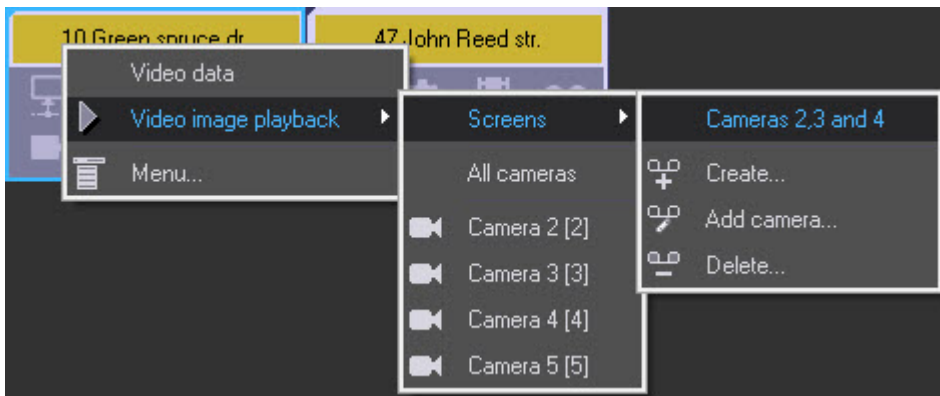 10 Green spruce dr.
47 John Reed str.
Video data
Video image playback
Menu...
Screens
All cameras
Camera 2 [2]
Camera 3 [3]
Camera 4 [4]
Camera 5 [5]
Cameras 2,3 and 4
Create...
Add camera...
Delete...